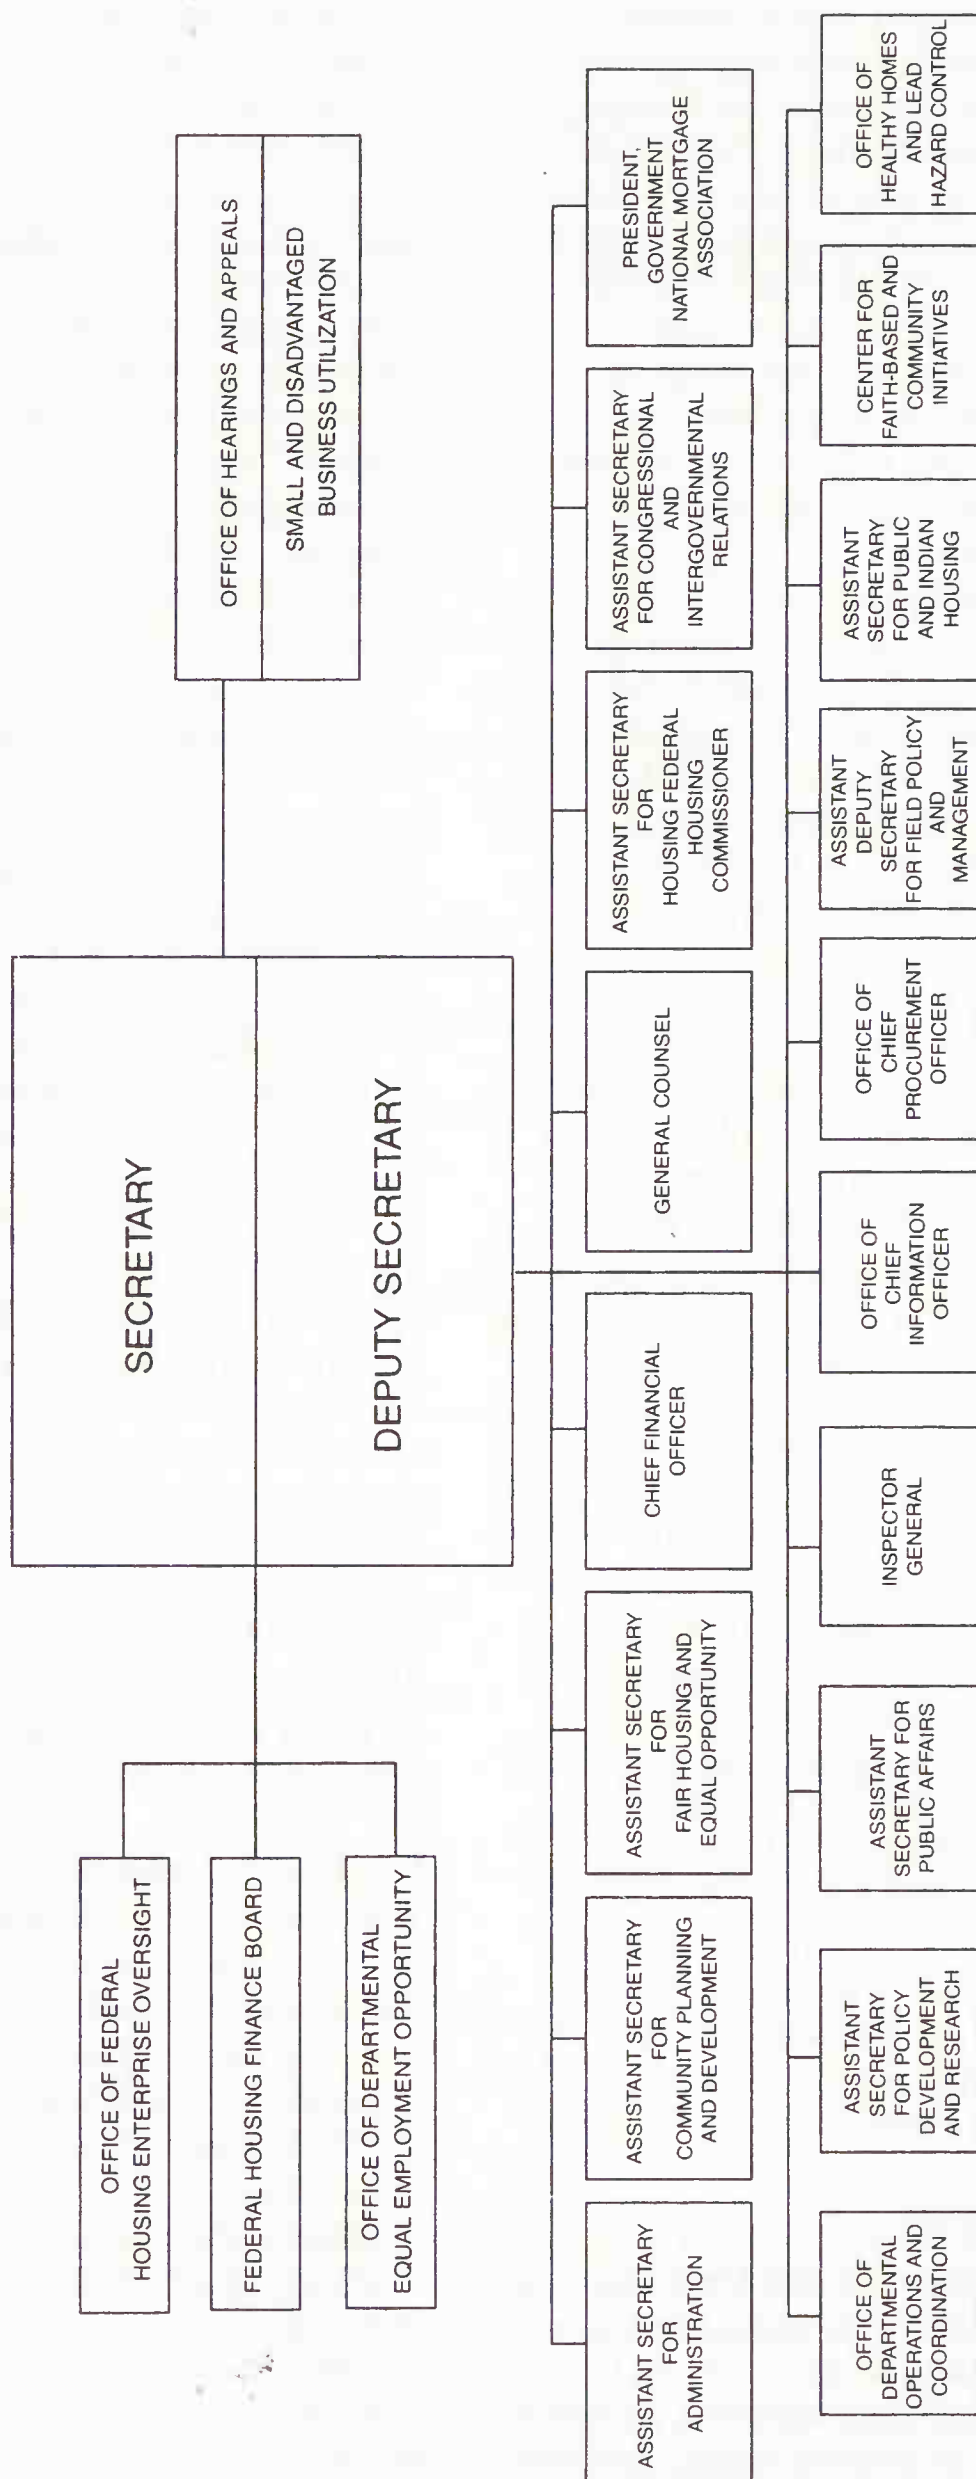 SECRETARY
DEPUTY SECRETARY
OFFICE OF FEDERAL
HOUSING ENTERPRISE OVERSIGHT
FEDERAL HOUSING FINANCE BOARD
OFFICE OF DEPARTMENTAL
EQUAL EMPLOYMENT OPPORTUNITY
OFFICE OF HEARINGS AND APPEALS
SMALL AND DISADVANTAGED
BUSINESS UTILIZATION
ASSISTANT SECRETARY
FOR
ADMINISTRATION
ASSISTANT SECRETARY
FOR
COMMUNITY PLANNING
AND DEVELOPMENT
ASSISTANT SECRETARY
FOR
FAIR HOUSING AND
EQUAL OPPORTUNITY
CHIEF FINANCIAL
OFFICER
GENERAL COUNSEL
ASSISTANT SECRETARY
FOR
HOUSING FEDERAL
HOUSING
COMMISSIONER
ASSISTANT SECRETARY
FOR CONGRESSIONAL
AND
INTERGOVERNMENTAL
RELATIONS
PRESIDENT,
GOVERNMENT
NATIONAL MORTGAGE
ASSOCIATION
OFFICE OF
DEPARTMENTAL
OPERATIONS AND
COORDINATION
ASSISTANT
SECRETARY
FOR POLICY
DEVELOPMENT
AND RESEARCH
ASSISTANT
SECRETARY FOR
PUBLIC AFFAIRS
INSPECTOR
GENERAL
OFFICE OF
CHIEF
INFORMATION
OFFICER
OFFICE OF
CHIEF
PROCUREMENT
OFFICER
ASSISTANT
DEPUTY
SECRETARY
FOR FIELD POLICY
AND
MANAGEMENT
ASSISTANT
SECRETARY
FOR PUBLIC
AND INDIAN
HOUSING
CENTER FOR
FAITH-BASED AND
COMMUNITY
INITIATIVES
OFFICE OF
HEALTHY HOMES
AND LEAD
HAZARD CONTROL